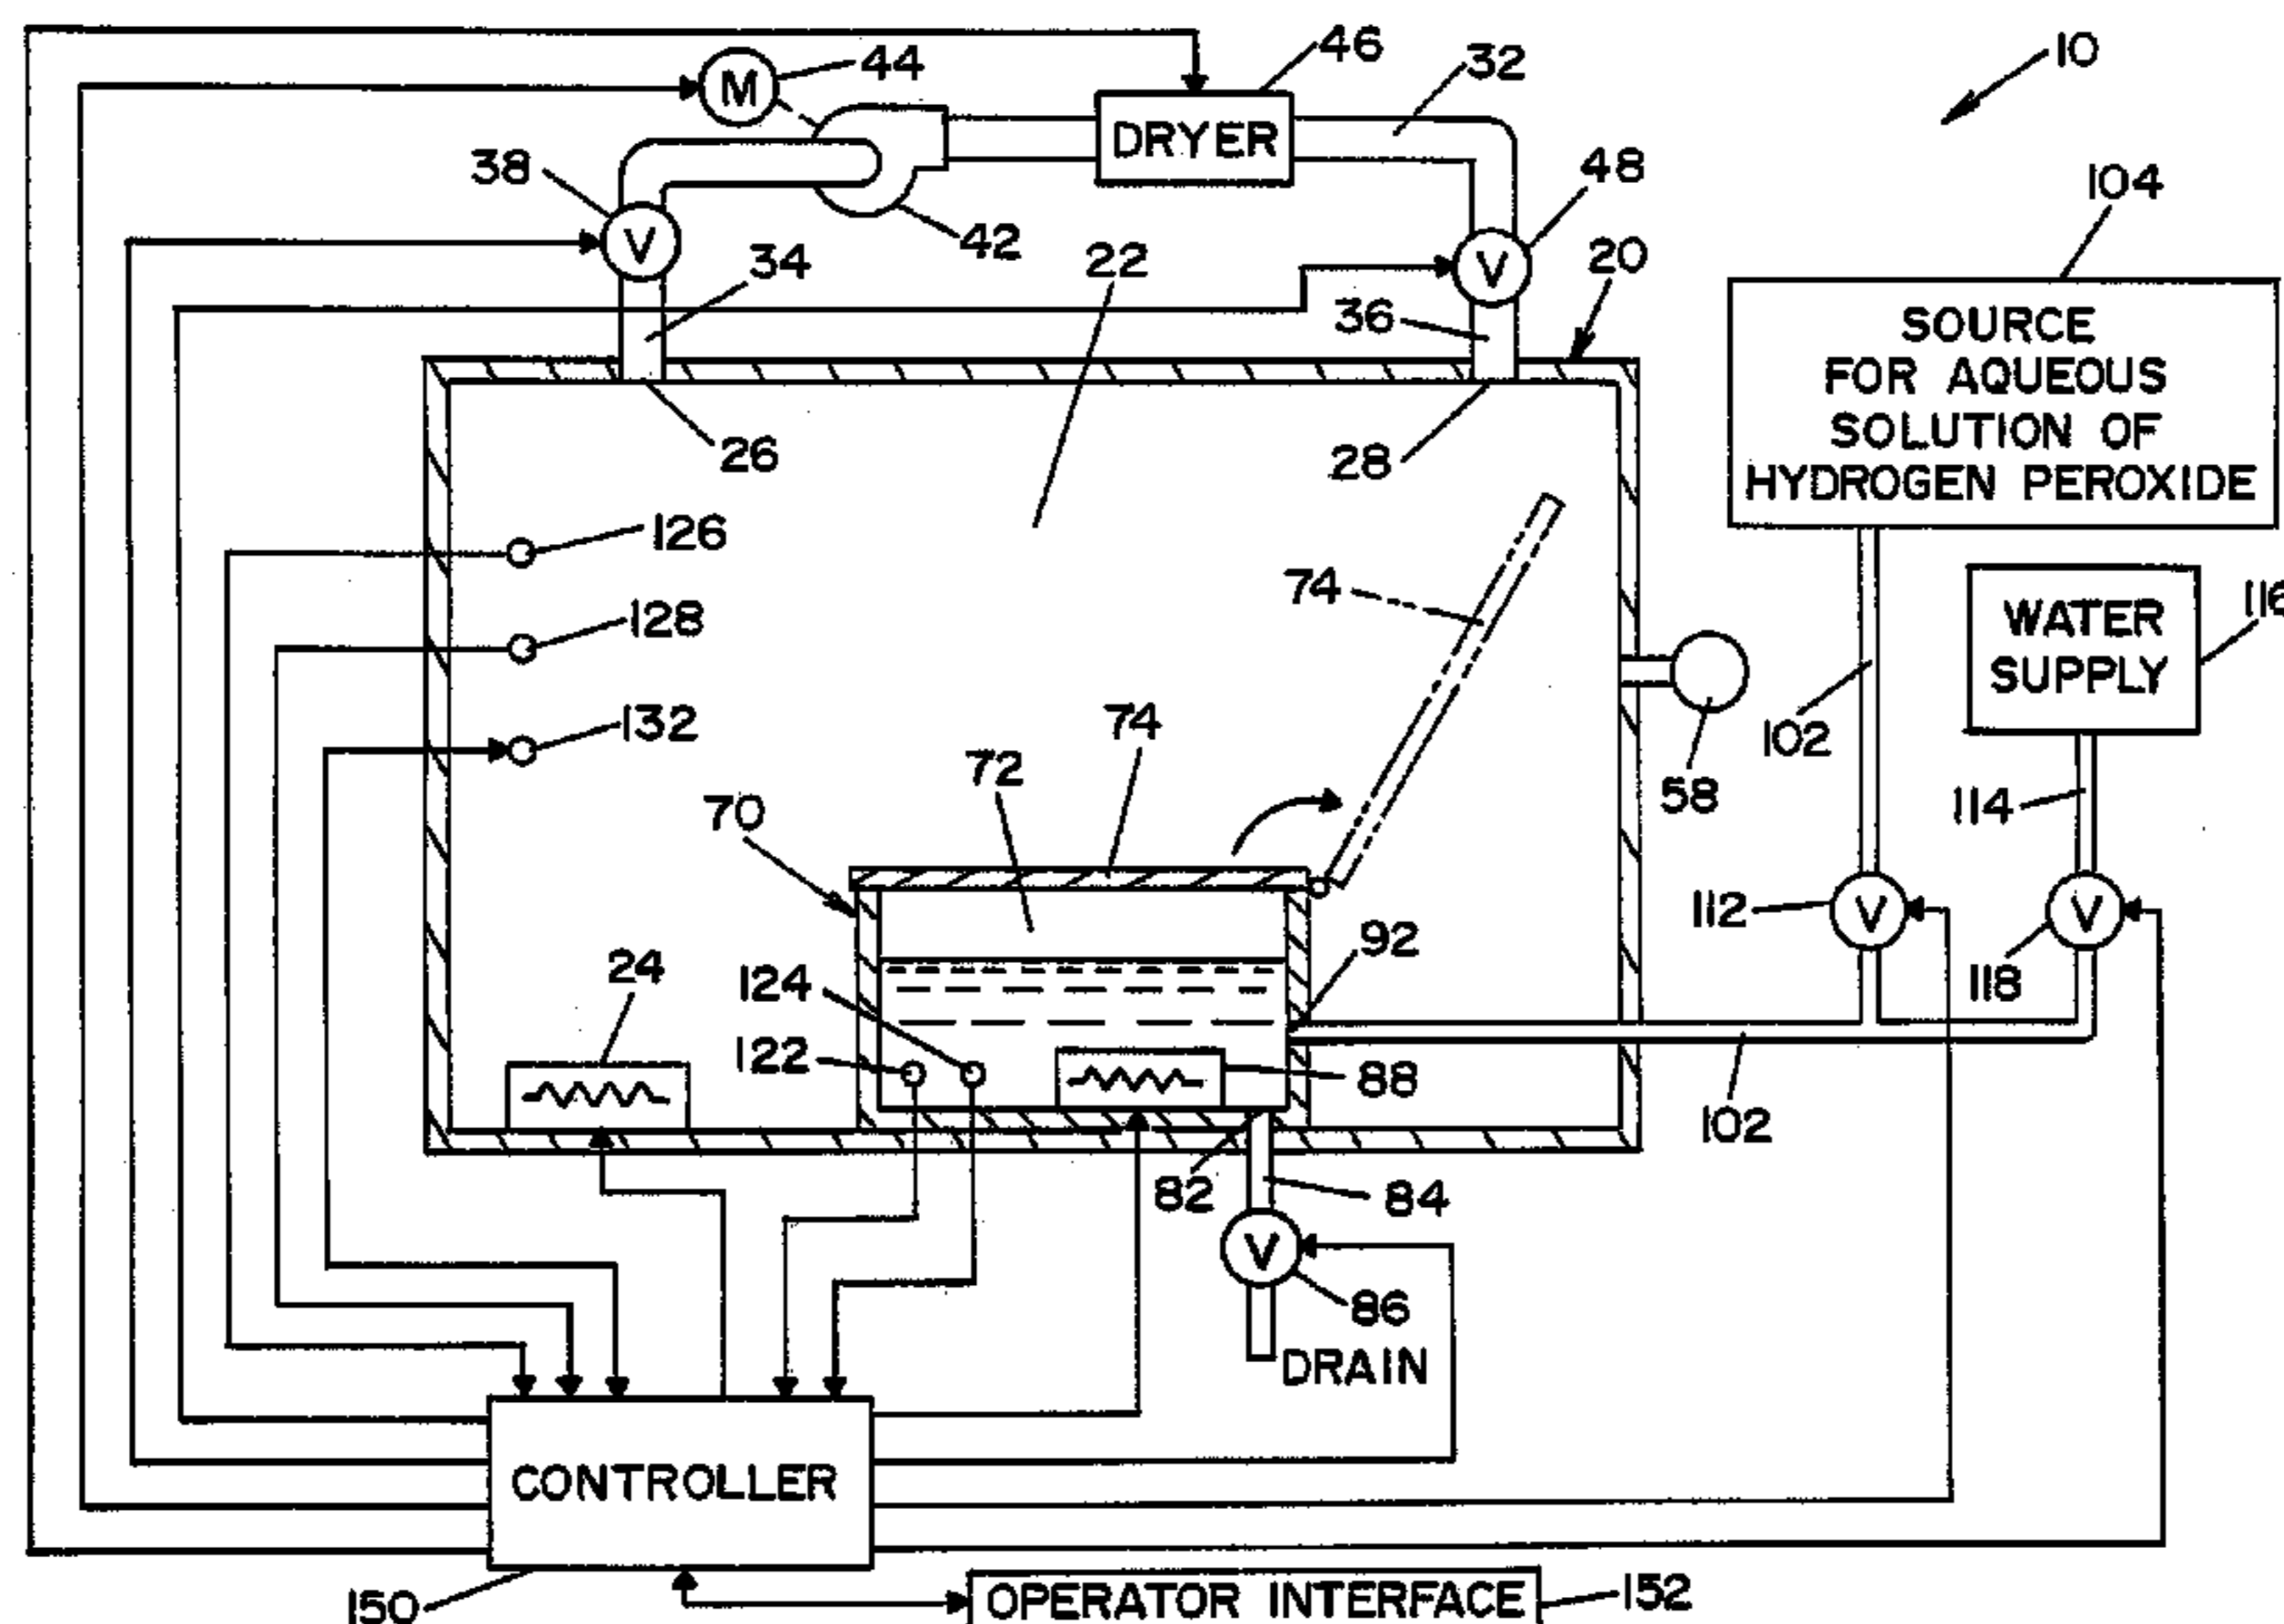 46
32
10
M
44
DRYER
38
48
104
V
42
34
22
V
20
36
SOURCE
FOR AQUEOUS
SOLUTION OF
HYDROGEN PEROXIDE
26
28
126
74
116
WATER
SUPPLY
128
132
74
102
58
72
114
70
112
V
V
92
24
124
118
122
88
102
82
84
V
86
DRAIN
CONTROLLER
150
OPERATOR INTERFACE
152